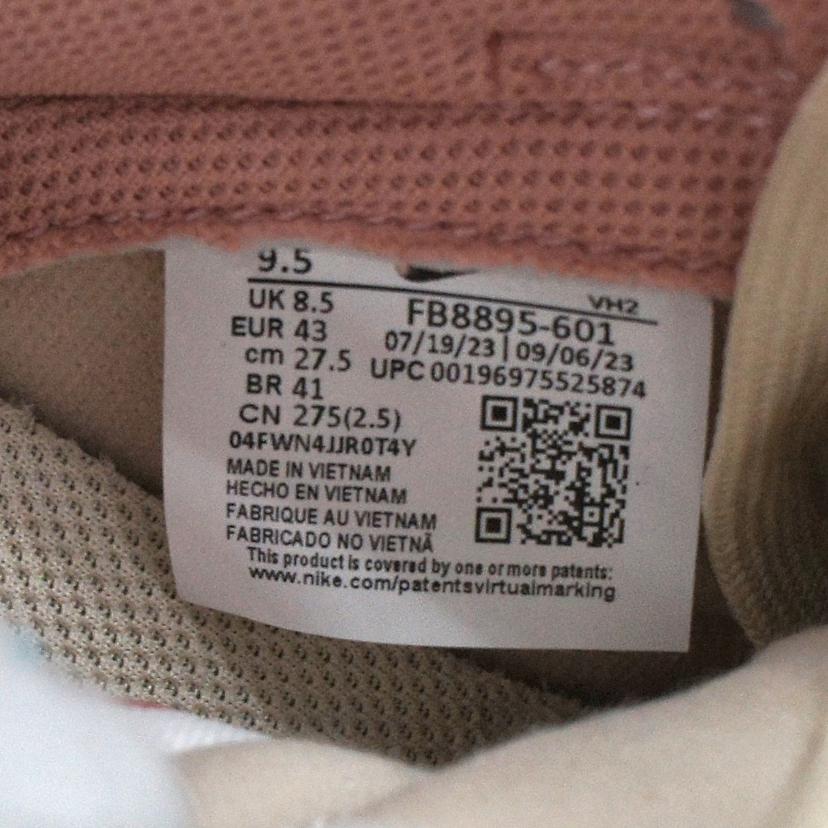 9.5
VH2
UK 8.5
FB8895-601
EUR 43
07/19/23 | 09/06/23
cm 27.5
UPC 00196975525874
BR 41
CN 275(2.5)
04FWN4JJR0T4Y
MADE IN VIETNAM
HECHO EN VIETNAM
FABRIQUE AU VIETNAM
FABRICADO NO VIETNÃ
This product is covered by one or more patents:
www.nike.com/patentsvirtualmarking